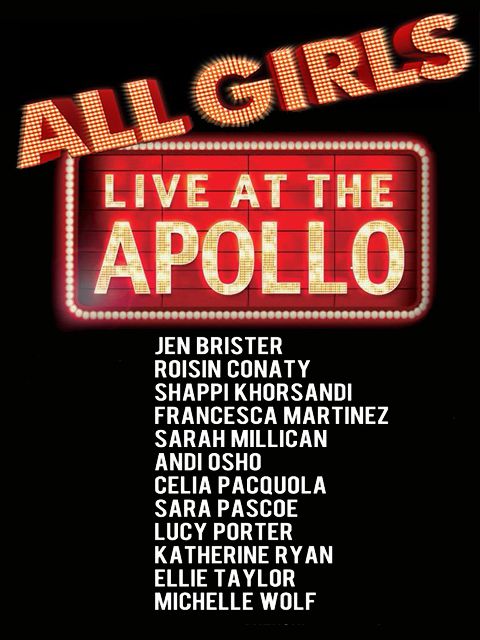 ALL GIRLS
LIVE AT THE
APOLLO
JEN BRISTER
ROISIN CONATY
SHAPPI KHORSANDI
FRANCESCA MARTINEZ
SARAH MILLICAN
ANDI OSHO
CELIA PACQUOLA
SARA PASCOE
LUCY PORTER
KATHERINE RYAN
ELLIE TAYLOR
MICHELLE WOLF